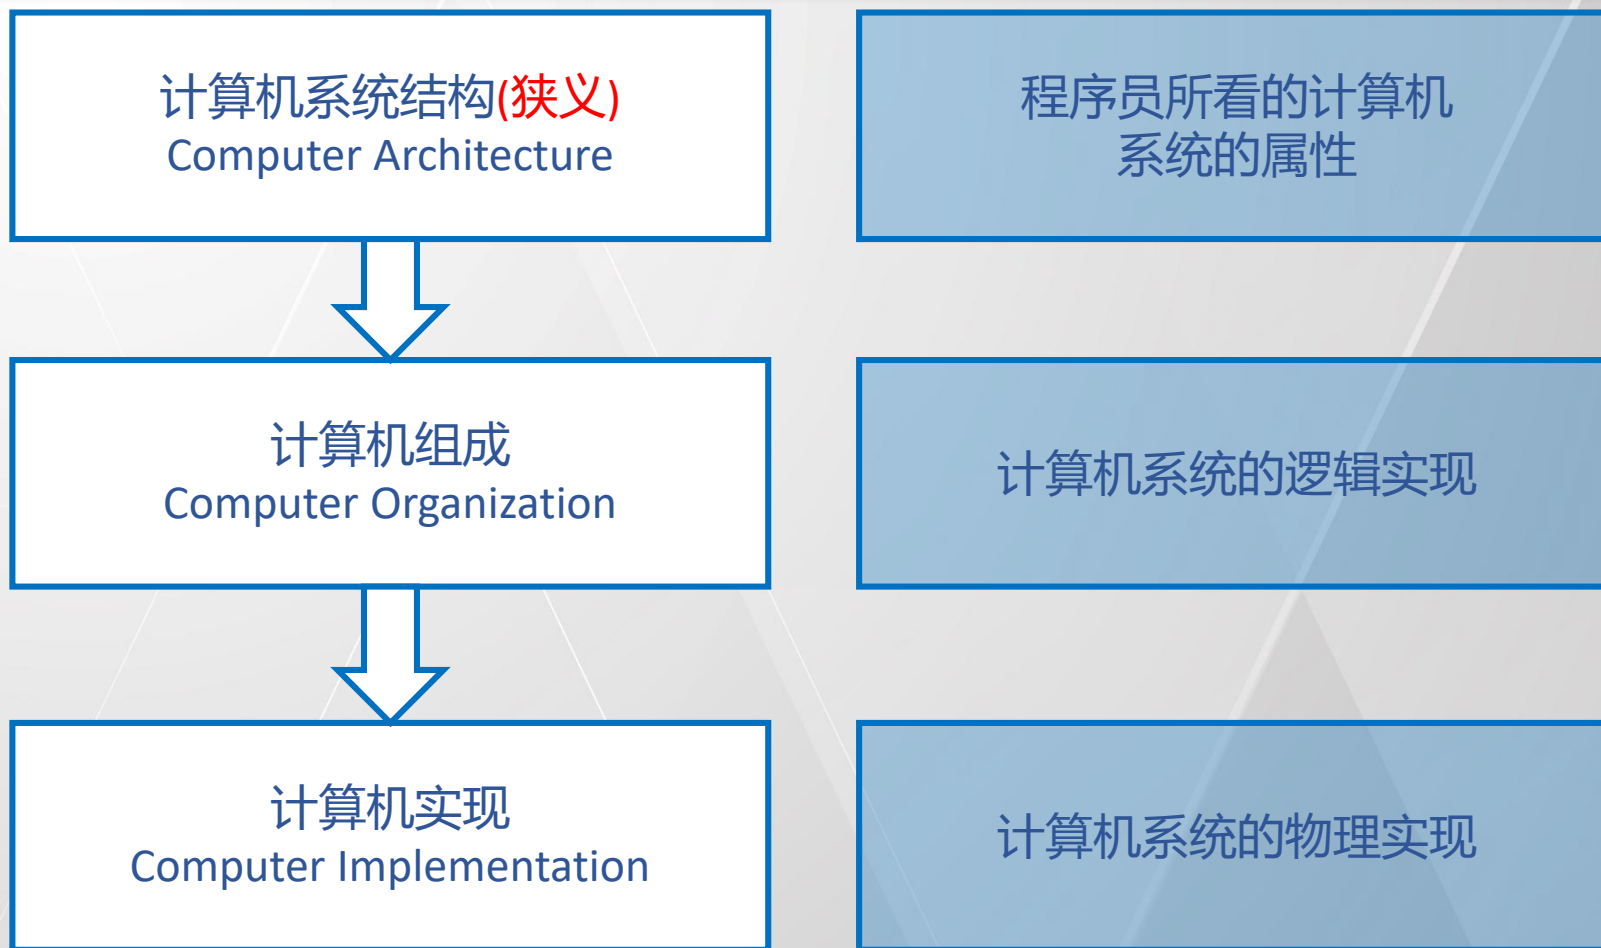 计算机系统结构(狭义)
Computer Architecture
程序员所看的计算机
系统的属性
计算机组成
Computer Organization
计算机系统的逻辑实现
计算机实现
Computer Implementation
计算机系统的物理实现